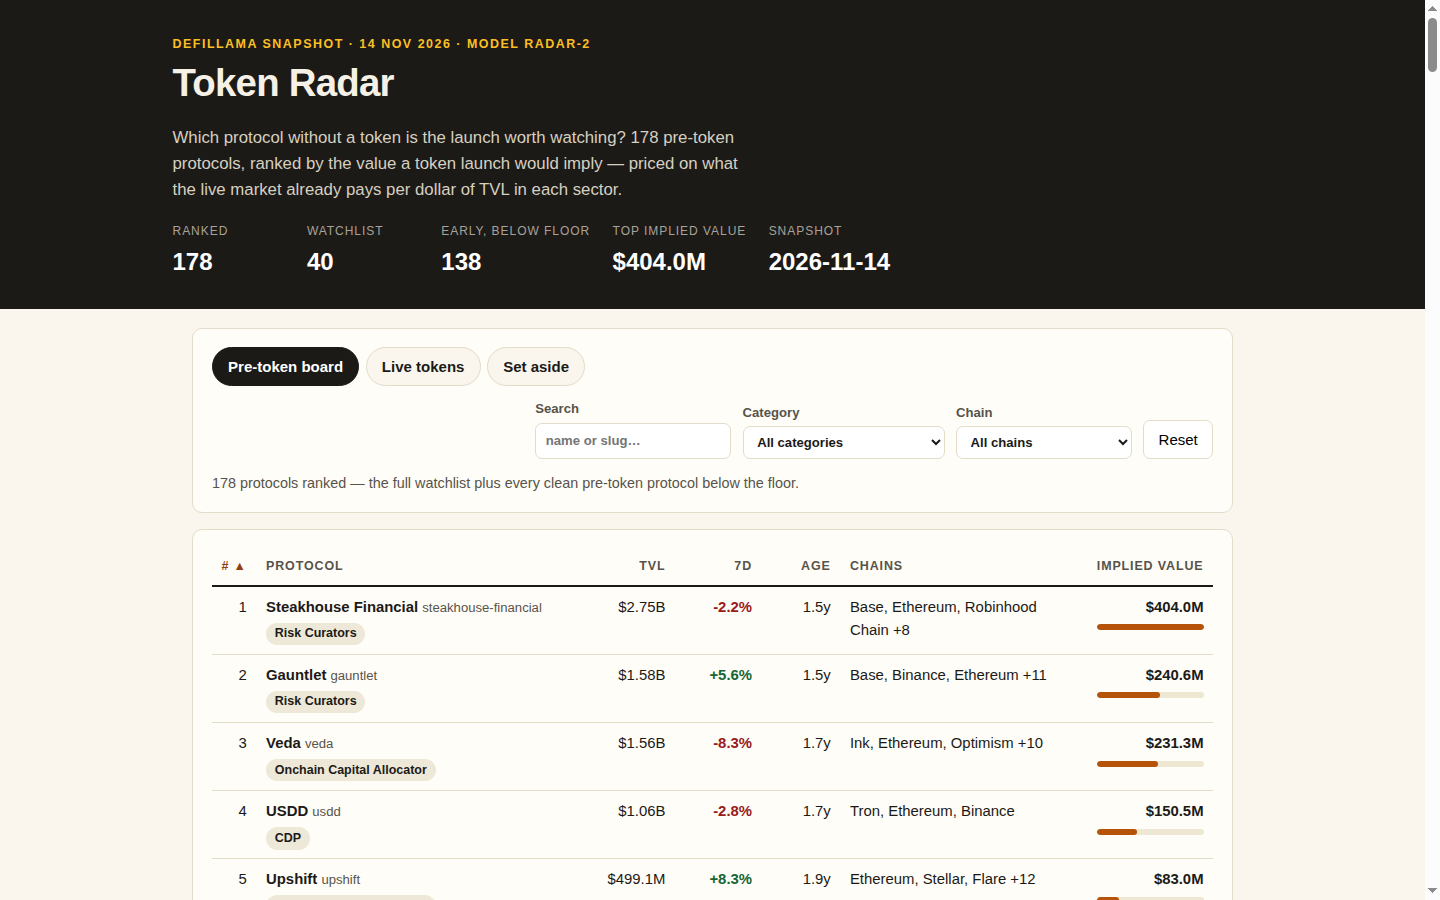 DEFILLAMA SNAPSHOT · 14 NOV 2026 · MODEL RADAR-2
Token Radar
Which protocol without a token is the launch worth watching? 178 pre-token
protocols, ranked by the value a token launch would imply — priced on what
the live market already pays per dollar of TVL in each sector.
RANKED WATCHLIST EARLY, BELOW FLOOR TOP IMPLIED VALUE SNAPSHOT
178 40 138 $404.0M 2026-11-14
Pre-token board Live tokens Set aside
Search Category Chain
name or slug… All categories All chains Reset
178 protocols ranked — the full watchlist plus every clean pre-token protocol below the floor.
# ▲ PROTOCOL TVL 7D AGE CHAINS IMPLIED VALUE
1 Steakhouse Financial steakhouse-financial $2.75B -2.2% 1.5y Base, Ethereum, Robinhood $404.0M
Risk Curators Chain +8
2 Gauntlet gauntlet $1.58B +5.6% 1.5y Base, Binance, Ethereum +11 $240.6M
Risk Curators
3 Veda veda $1.56B -8.3% 1.7y Ink, Ethereum, Optimism +10 $231.3M
Onchain Capital Allocator
4 USDD usdd $1.06B -2.8% 1.7y Tron, Ethereum, Binance $150.5M
CDP
5 Upshift upshift $499.1M +8.3% 1.9y Ethereum, Stellar, Flare +12 $83.0M